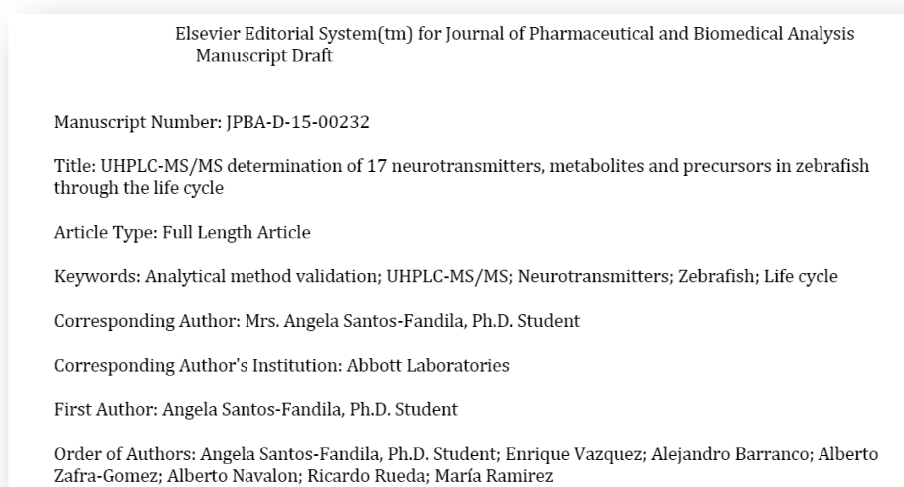 Elsevier Editorial System(tm) for Journal of Pharmaceutical and Biomedical Analysis
Manuscript Draft
Manuscript Number: JPBA-D-15-00232
Title: UHPLC-MS/MS determination of 17 neurotransmitters, metabolites and precursors in zebrafish
through the life cycle
Article Type: Full Length Article
Keywords: Analytical method validation; UHPLC-MS/MS; Neurotransmitters; Zebrafish; Life cycle
Corresponding Author: Mrs. Angela Santos-Fandila, Ph.D. Student
Corresponding Author's Institution: Abbott Laboratories
First Author: Angela Santos-Fandila, Ph.D. Student
Order of Authors: Angela Santos-Fandila, Ph.D. Student; Enrique Vazquez; Alejandro Barranco; Alberto
Zafra-Gomez; Alberto Navalon; Ricardo Rueda; María Ramirez